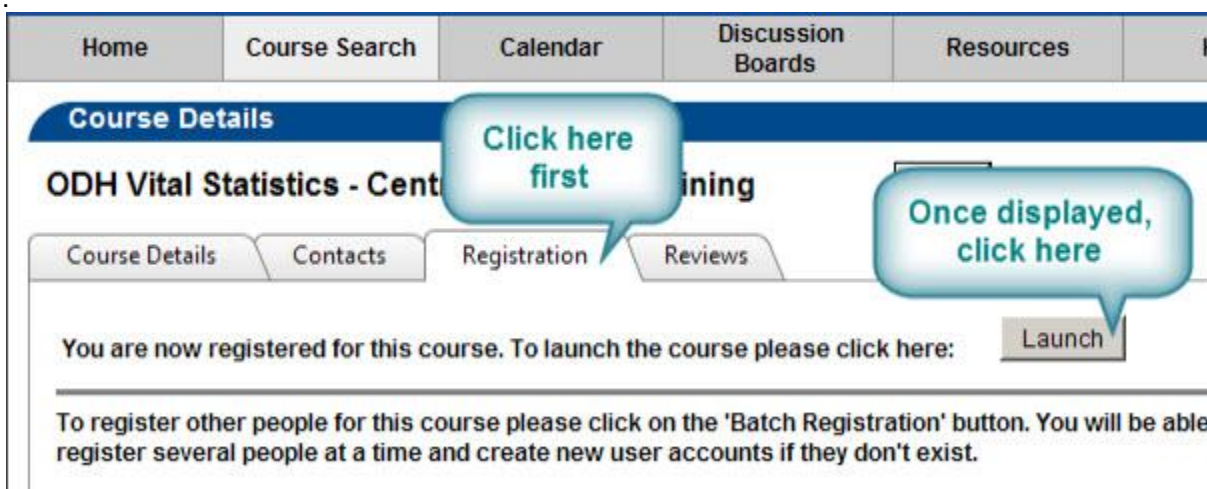 .
Home Course Search Calendar Discussion Boards Resources
Course Details
Click here
first
ODH Vital Statistics - ining
Once displayed,
click here
Course Details Contacts Registration Reviews
You are now registered for this course. To launch the course please click here: Launch
To register other people for this course please click on the 'Batch Registration' button. You will be able
register several people at a time and create new user accounts if they don't exist.